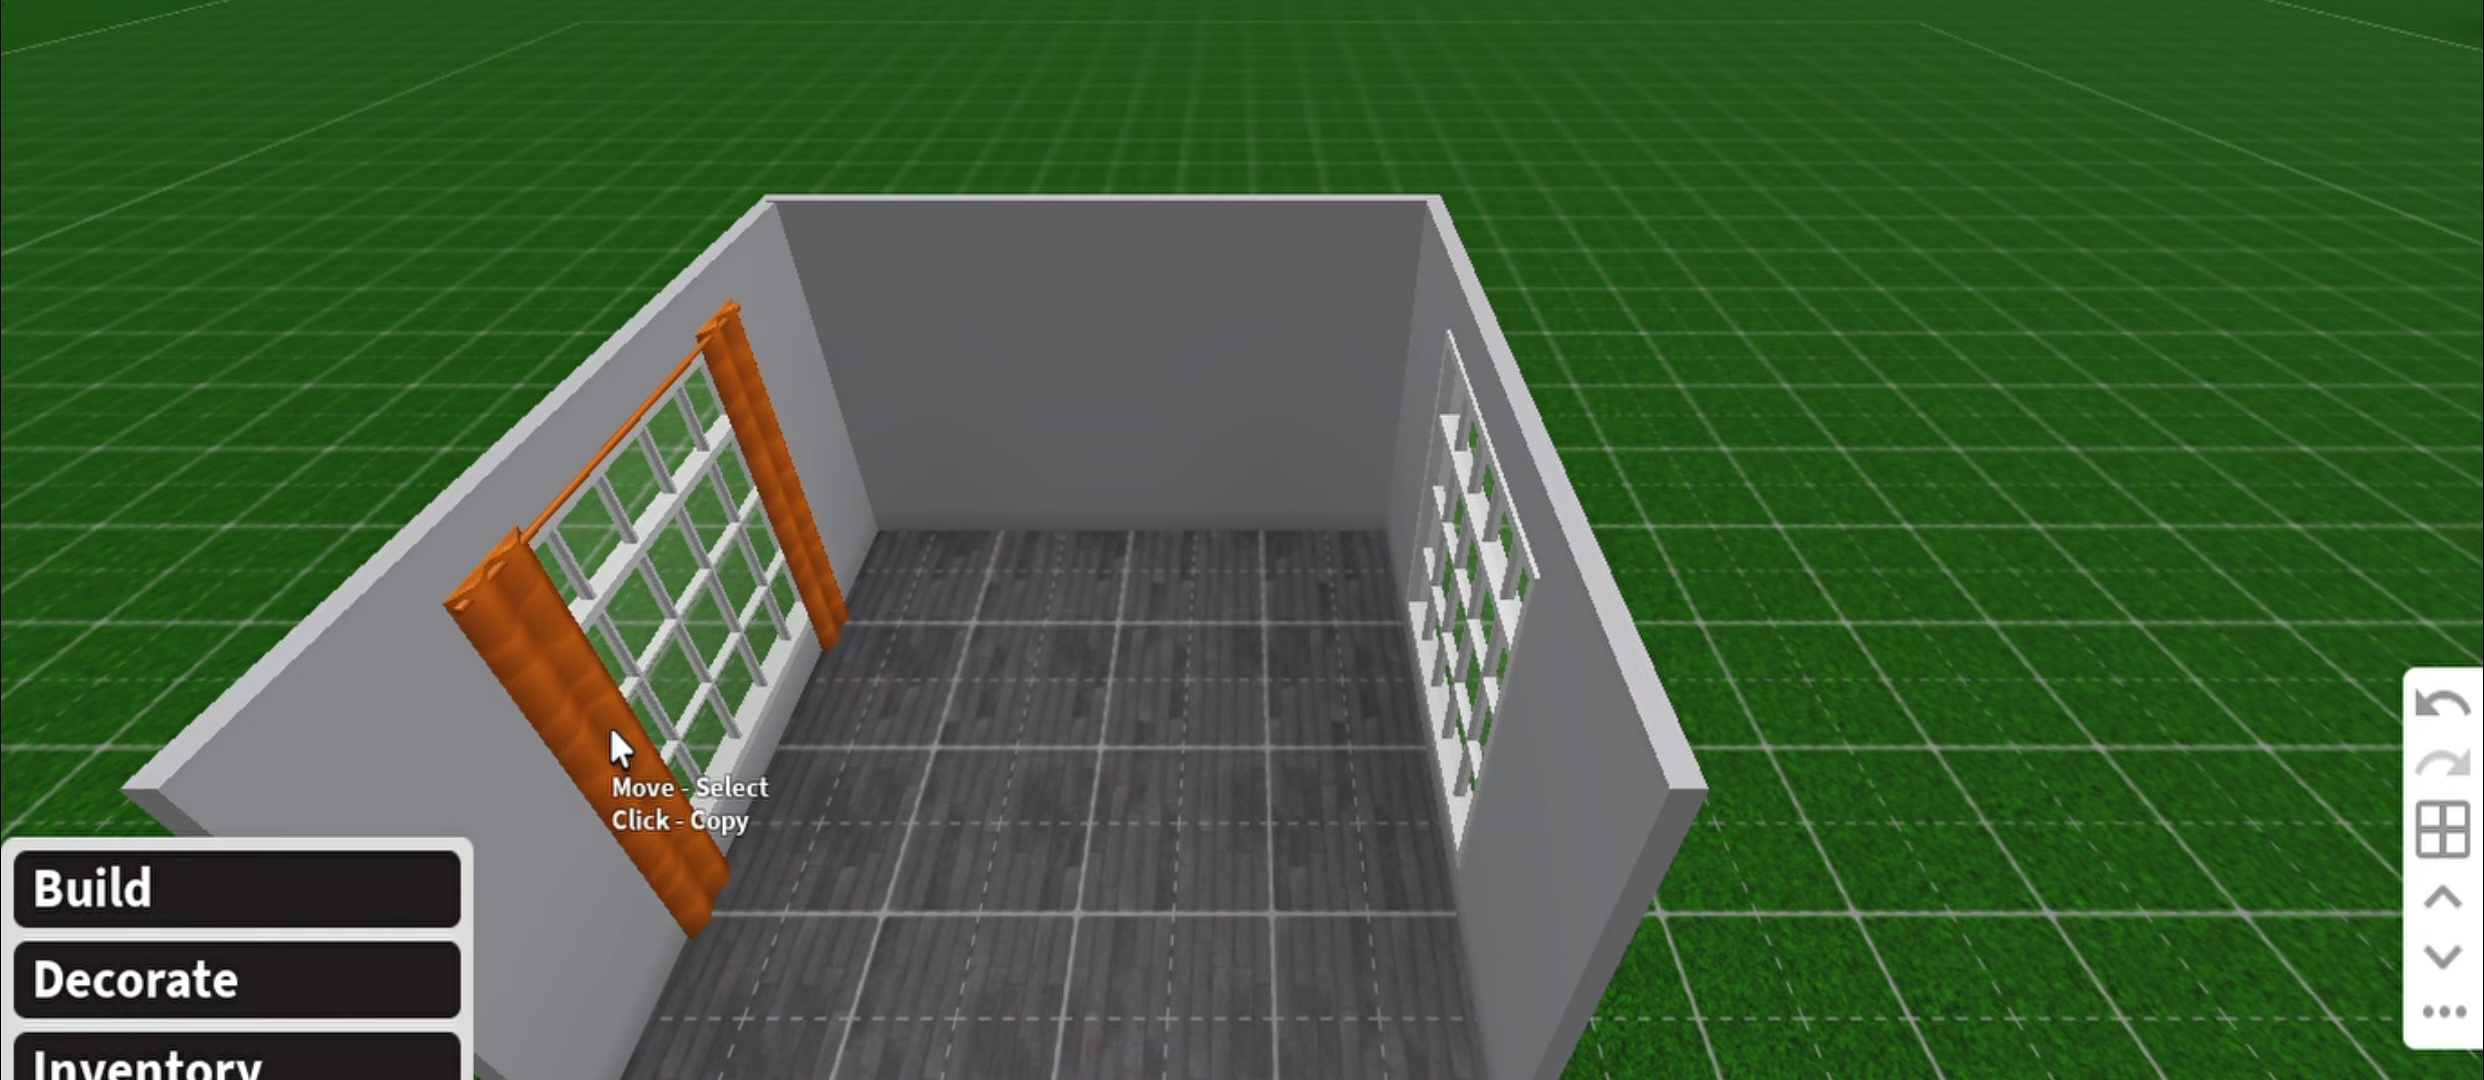 Move - Select
Click - Copy
Build
Decorate
Inventory